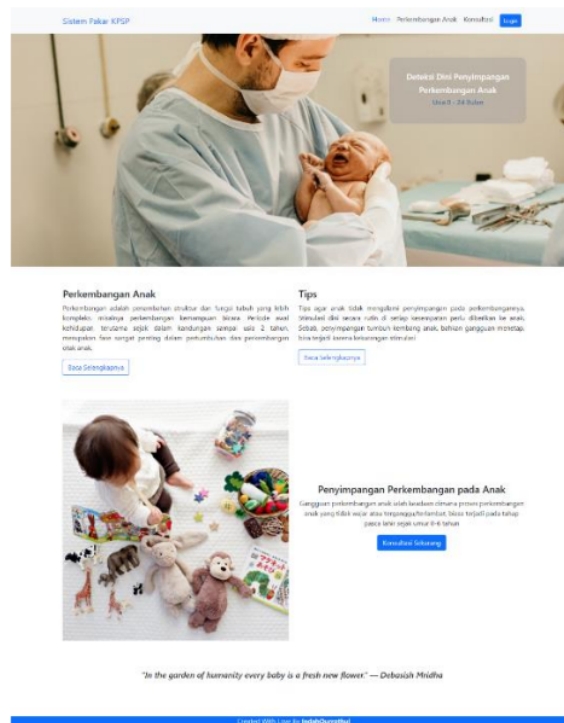 Sistem Pakar KPSP
Home Perkembangan Anak Konsultasi Login
Deteksi Dini Penyimpangan
Perkembangan Anak
Usia 0 - 24 Bulan
Perkembangan Anak
Perkembangan adalah penambahan struktur dan fungsi tubuh yang lebih
kompleks, misalnya perkembangan kemampuan bicara. Periode awal
kehidupan, terutama sejak dalam kandungan sampai usia 2 tahun,
merupakan fase sangat penting dalam pertumbuhan dan perkembangan
otak anak.
Baca Selengkapnya
Tips
Tips agar anak tidak mengalami penyimpangan pada perkembangannya.
Stimulasi dini secara rutin di setiap kesempatan perlu diberikan ke anak.
Sebab, penyimpangan tumbuh kembang anak, bahkan gangguan menetap,
bisa terjadi karena kekurangan stimulasi
Baca Selengkapnya
Penyimpangan Perkembangan pada Anak
Gangguan perkembangan anak ialah keadaan dimana proses perkembangan
anak yang tidak wajar atau terganggu/terlambat, biasa terjadi pada tahap
pasca lahir sejak umur 0-6 tahun
Konsultasi Sekarang
"In the garden of humanity every baby is a fresh new flower." — Debasish Mridha
Created With Love By